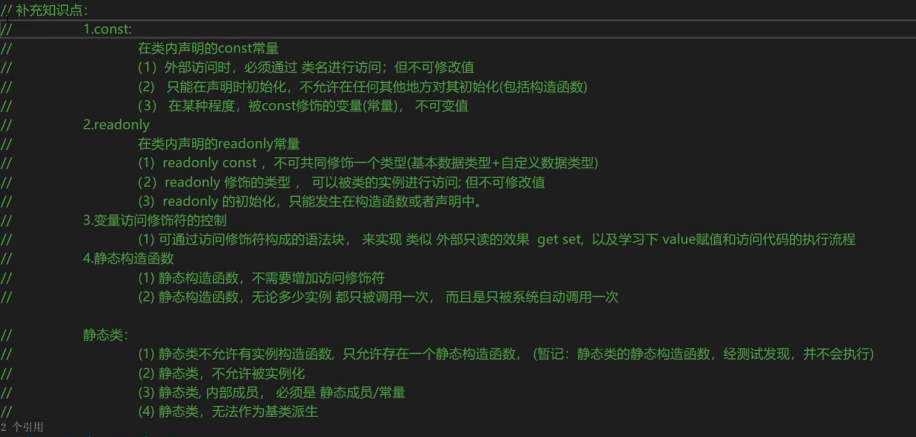 // 补充知识点：
// 1.const:
// 在类内声明的const常量
// (1) 外部访问时，必须通过 类名进行访问；但不可修改值
// (2) 只能在声明时初始化，不允许在任何其他地方对其初始化(包括构造函数)
// (3) 在某种程度，被const修饰的变量(常量)， 不可变值
// 2.readonly
// 在类内声明的readonly常量
// (1) readonly const ，不可共同修饰一个类型(基本数据类型+自定义数据类型)
// (2) readonly 修饰的类型 ， 可以被类的实例进行访问; 但不可修改值
// (3) readonly 的初始化，只能发生在构造函数或者声明中。
// 3.变量访问修饰符的控制
// (1) 可通过访问修饰符构成的语法块， 来实现 类似 外部只读的效果 get set, 以及学习下 value赋值和访问代码的执行流程
// 4.静态构造函数
// (1) 静态构造函数，不需要增加访问修饰符
// (2) 静态构造函数，无论多少实例 都只被调用一次， 而且是只被系统自动调用一次
// 静态类：
// (1) 静态类不允许有实例构造函数, 只允许存在一个静态构造函数， (暂记：静态类的静态构造函数，经测试发现，并不会执行)
// (2) 静态类，不允许被实例化
// (3) 静态类, 内部成员， 必须是 静态成员/常量
// (4) 静态类，无法作为基类派生
2 个引用